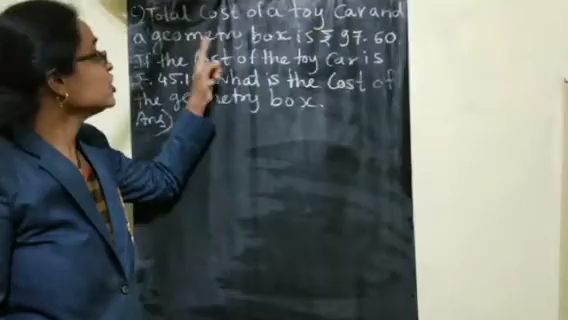 c) Total Cost of a toy Car and
a geometry box is ₹ 97.60.
If the cost of the toy Car is
₹. 45.1 what is the Cost of
the geometry box.
Ans)